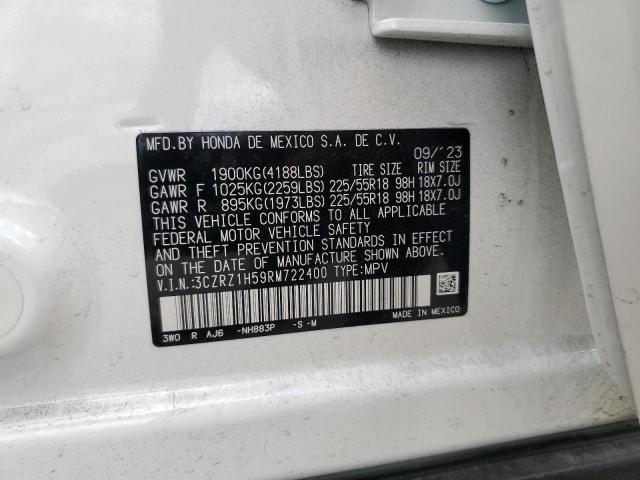 MFD.BY HONDA DE MEXICO S.A. DE C.V.
09/'23
GVWR 1900KG(4188LBS) TIRE SIZE RIM SIZE
GAWR F 1025KG(2259LBS) 225/55R18 98H 18X7.0J
GAWR R 895KG(1973LBS) 225/55R18 98H 18X7.0J
THIS VEHICLE CONFORMS TO ALL APPLICABLE
FEDERAL MOTOR VEHICLE SAFETY
AND THEFT PREVENTION STANDARDS IN EFFECT
ON THE DATE OF MANUFACTURE SHOWN ABOVE.
V.I.N.:3CZRZ1H59RM722400 TYPE:MPV
3W0 R AJ6 -NH883P -S -M MADE IN MEXICO